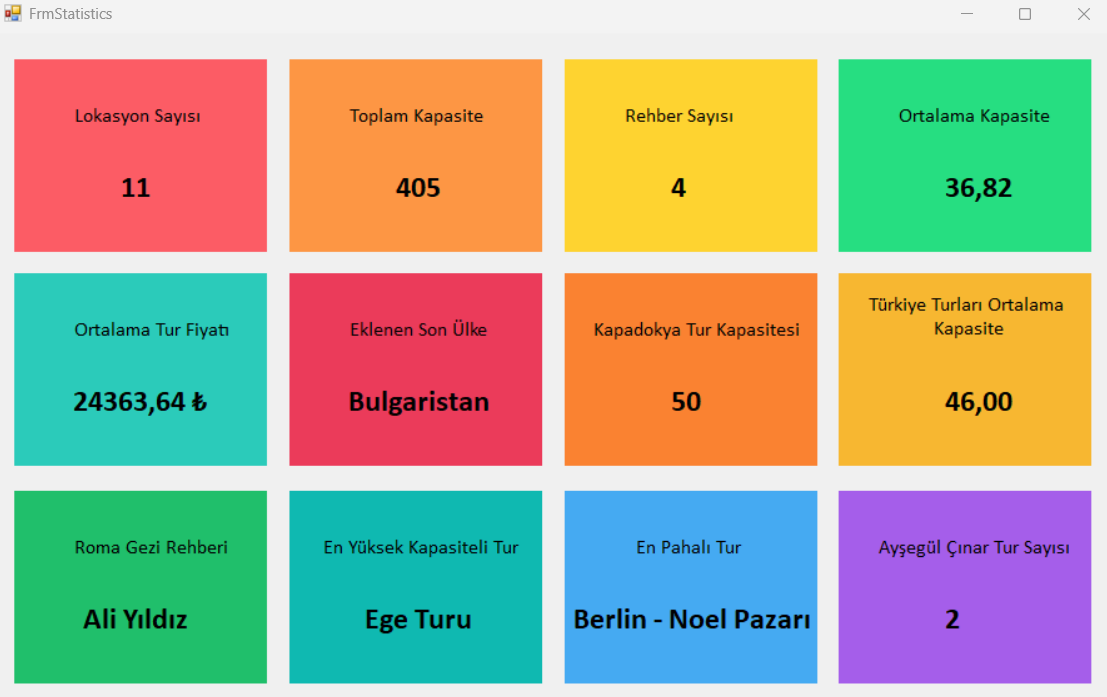 FrmStatistics
Lokasyon Sayısı
11
Toplam Kapasite
405
Rehber Sayısı
4
Ortalama Kapasite
36,82
Ortalama Tur Fiyatı
24363,64 ₺
Eklenen Son Ülke
Bulgaristan
Kapadokya Tur Kapasitesi
50
Türkiye Turları Ortalama
Kapasite
46,00
Roma Gezi Rehberi
Ali Yıldız
En Yüksek Kapasiteli Tur
Ege Turu
En Pahalı Tur
Berlin - Noel Pazarı
Ayşegül Çınar Tur Sayısı
2